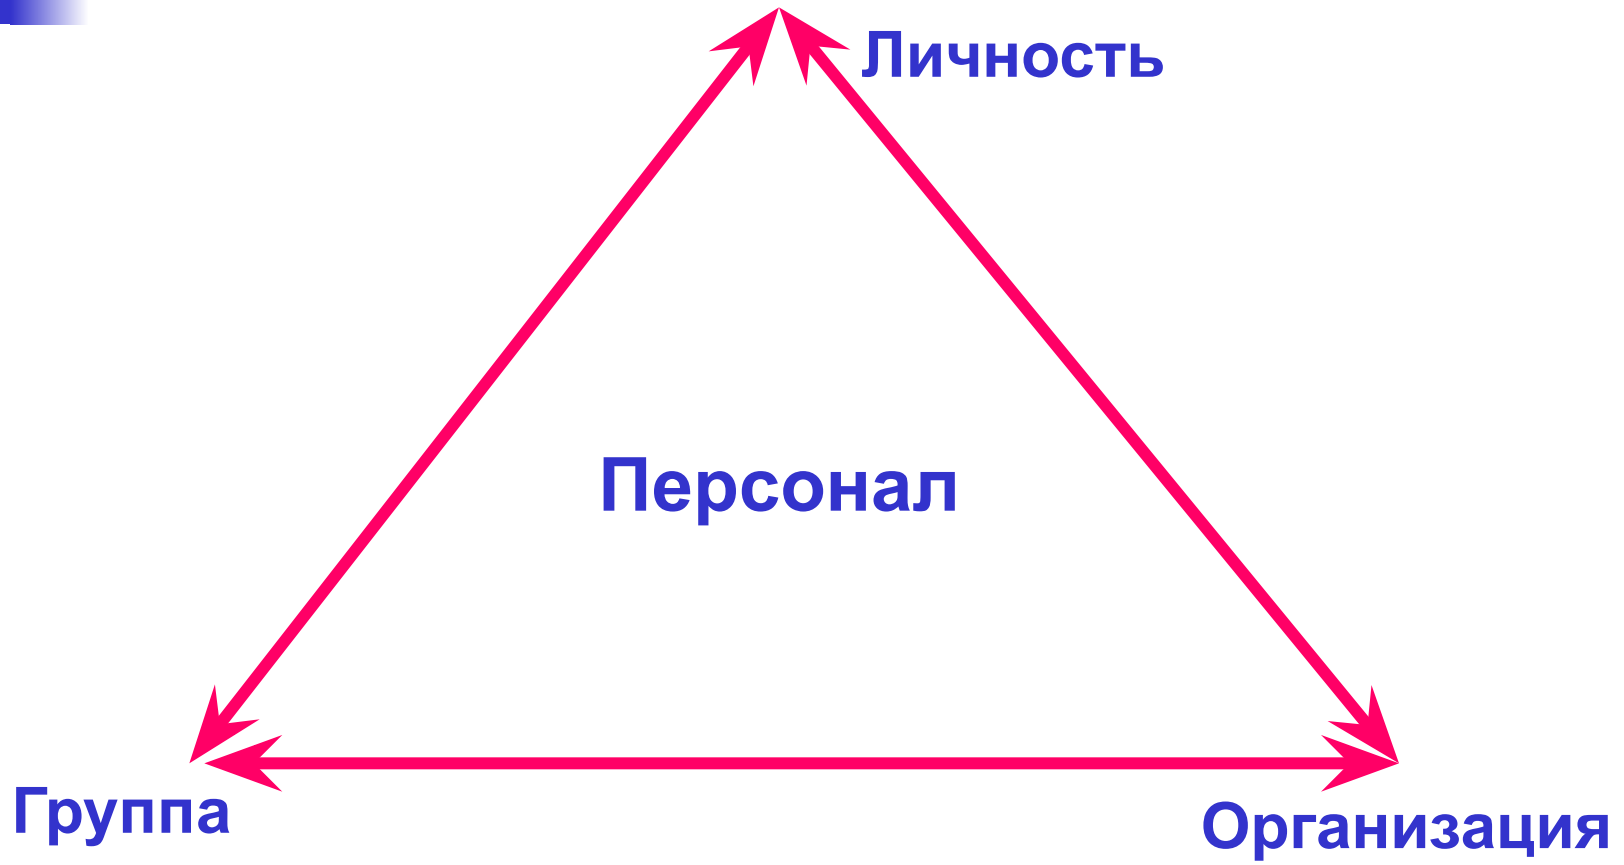 Личность
Персонал
Группа
Организация